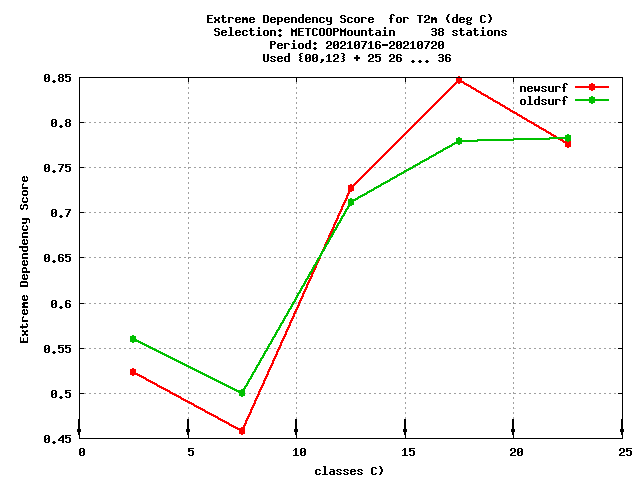 Extreme Dependency Score  for T2m (deg C)
Selection: METCOOPMountain     38 stations
Period: 20210716-20210720
Used {00,12} + 25 26 ... 36
newsurf
oldsurf
0.85
0.8
0.75
0.7
0.65
0.6
0.55
0.5
0.45
Extreme Dependency Score
0 5 10 15 20 25
classes C)